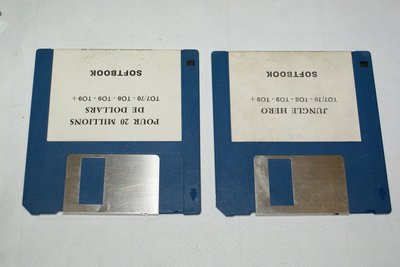 POUR 20 MILLIONS
DE DOLLARS
TO7/70 - TO8 - TO9 - TO9+
SOFTBOOK
JUNGLE HERO
TO7/70 - TO8 - TO9 - TO9+
SOFTBOOK